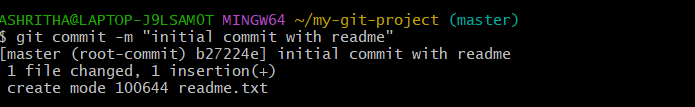 ASHRITHA@LAPTOP-J9LSAM0T MINGW64 ~/my-git-project (master)
$ git commit -m "initial commit with readme"
[master (root-commit) b27224e] initial commit with readme
 1 file changed, 1 insertion(+)
 create mode 100644 readme.txt